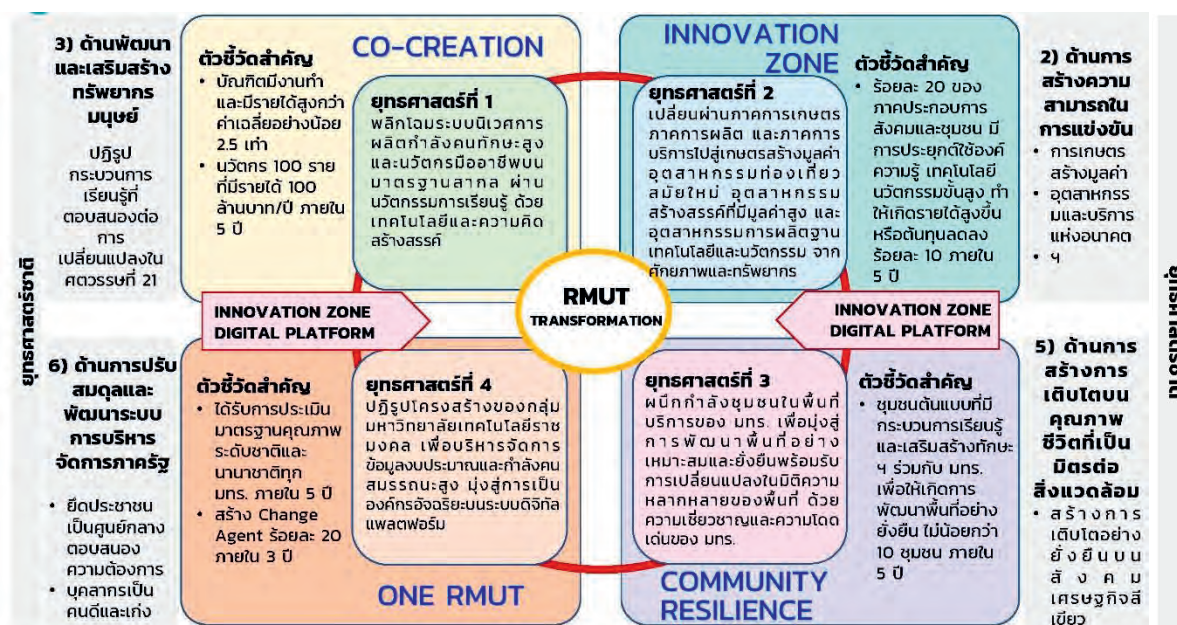 ยุทธศาสตร์ชาติ
3) ด้านพัฒนา
และเสริมสร้าง
ทรัพยากร
มนุษย์
ปฏิรูป
กระบวนการ
เรียนรู้ที่
ตอบสนองต่อ
การ
เปลี่ยนแปลงใน
ศตวรรษที่ 21
CO-CREATION
ตัวชี้วัดสำคัญ
• บัณฑิตมีงานทำ
และมีรายได้สูงกว่า
ค่าเฉลี่ยอย่างน้อย
2.5 เท่า
• นวัตกร 100 ราย
ที่มีรายได้ 100
ล้านบาท/ปี ภายใน
5 ปี
ยุทธศาสตร์ที่ 1
พลิกโฉมระบบนิเวศการ
ผลิตกำลังคนทักษะสูง
และนวัตกรมืออาชีพบน
มาตรฐานสากล ผ่าน
นวัตกรรมการเรียนรู้ ด้วย
เทคโนโลยีและความคิด
สร้างสรรค์
INNOVATION
ZONE
ยุทธศาสตร์ที่ 2
เปลี่ยนผ่านภาคการเกษตร
ภาคการผลิต และภาคการ
บริการไปสู่เกษตรสร้างมูลค่า
อุตสาหกรรมท่องเที่ยว
สมัยใหม่ อุตสาหกรรม
สร้างสรรค์ที่มีมูลค่าสูง และ
อุตสาหกรรมการผลิตฐาน
เทคโนโลยีและนวัตกรรม จาก
ศักยภาพและทรัพยากร
ตัวชี้วัดสำคัญ
• ร้อยละ 20 ของ
ภาคประกอบการ
สังคมและชุมชน มี
การประยุกต์ใช้องค์
ความรู้ เทคโนโลยี
นวัตกรรมขั้นสูง ทำ
ให้เกิดรายได้สูงขึ้น
หรือต้นทุนลดลง
ร้อยละ 10 ภายใน
5 ปี
2) ด้านการ
สร้างความ
สามารถใน
การแข่งขัน
• การเกษตร
สร้างมูลค่า
• อุตสาหกรร
มและบริการ
แห่งอนาคต
• ฯ
INNOVATION ZONE
DIGITAL PLATFORM
RMUT
TRANSFORMATION
INNOVATION ZONE
DIGITAL PLATFORM
6) ด้านการปรับ
สมดุลและ
พัฒนาระบบ
การบริหาร
จัดการภาครัฐ
• ยึดประชาชน
เป็นศูนย์กลาง
ตอบสนอง
ความต้องการ
• บุคลากรเป็น
คนดีและเก่ง
ตัวชี้วัดสำคัญ
• ได้รับการประเมิน
มาตรฐานคุณภาพ
ระดับชาติและ
นานาชาติทุก
มทร. ภายใน 5 ปี
• สร้าง Change
Agent ร้อยละ 20
ภายใน 3 ปี
ยุทธศาสตร์ที่ 4
ปฏิรูปโครงสร้างของกลุ่ม
มหาวิทยาลัยเทคโนโลยีราช
มงคล เพื่อบริหารจัดการ
ข้อมูลงบประมาณและกำลังคน
สมรรถนะสูง มุ่งสู่การเป็น
องค์กรอัจฉริยะบนระบบดิจิทัล
แพลตฟอร์ม
ONE RMUT
ยุทธศาสตร์ที่ 3
ผนึกกำลังชุมชนในพื้นที่
บริการของ มทร. เพื่อมุ่งสู่
การพัฒนาพื้นที่อย่าง
เหมาะสมและยั่งยืนพร้อมรับ
การเปลี่ยนแปลงในมิติความ
หลากหลายของพื้นที่ ด้วย
ความเชี่ยวชาญและความโดด
เด่นของ มทร.
COMMUNITY
RESILIENCE
ตัวชี้วัดสำคัญ
• ชุมชนต้นแบบที่มี
กระบวนการเรียนรู้
และเสริมสร้างทักษะ
ฯ ร่วมกับ มทร.
เพื่อให้เกิดการ
พัฒนาพื้นที่อย่าง
ยั่งยืน ไม่น้อยกว่า
10 ชุมชน ภายใน
5 ปี
5) ด้านการ
สร้างการ
เติบโตบน
คุณภาพ
ชีวิตที่เป็น
มิตรต่อ
สิ่งแวดล้อม
• สร้างการ
เติบโตอย่าง
ยั่งยืนบน
สังคม
เศรษฐกิจสี
เขียว